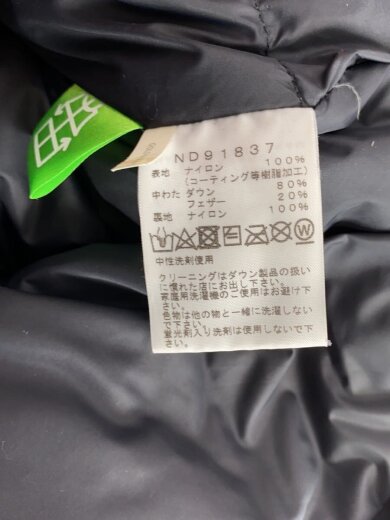 ND91837
表地 ナイロン 100%
(コーティング等樹脂加工)
中わた ダウン 80%
フェザー 20%
裏地 ナイロン 100%
中性洗剤使用
クリーニングはダウン製品の扱い
に慣れた店にお出し下さい。
家庭用洗濯機のご使用はお避け下
さい。
色物は他の物と一緒に洗濯しない
で下さい。
蛍光剤入り洗剤は使用しないで下
さい。